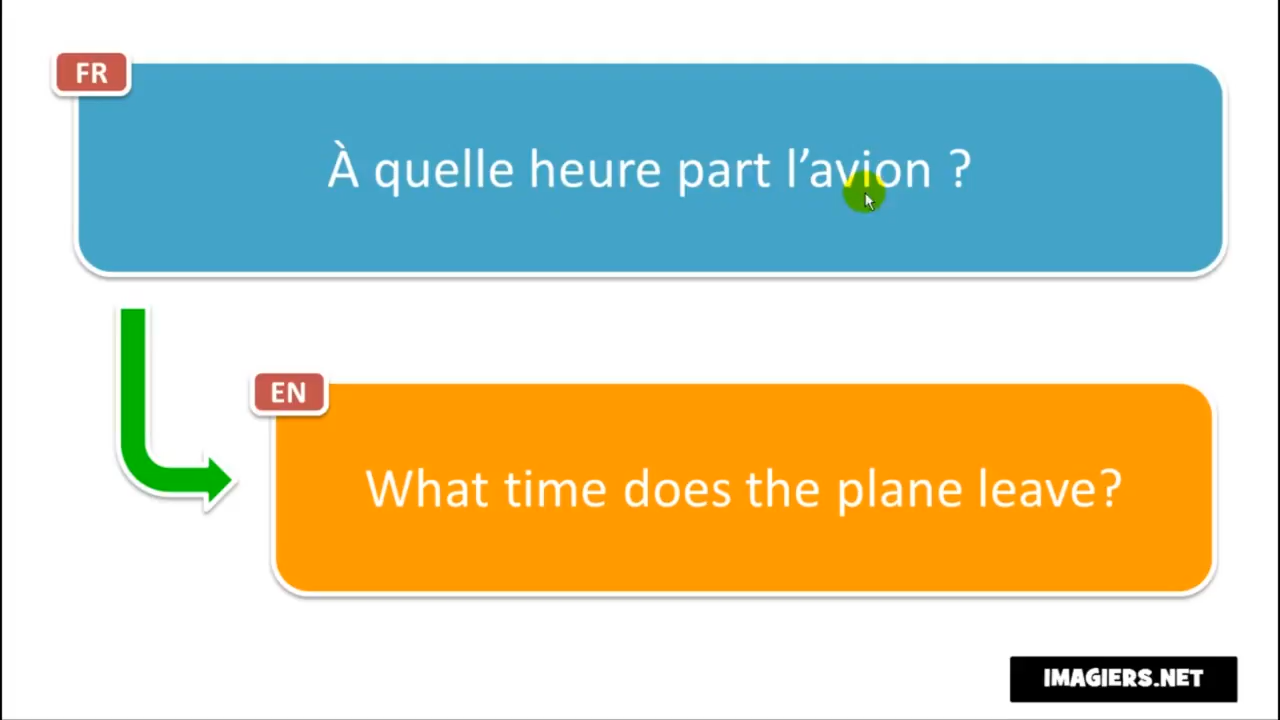 FR
À quelle heure part l’avion ?
EN
What time does the plane leave?
IMAGIERS.NET